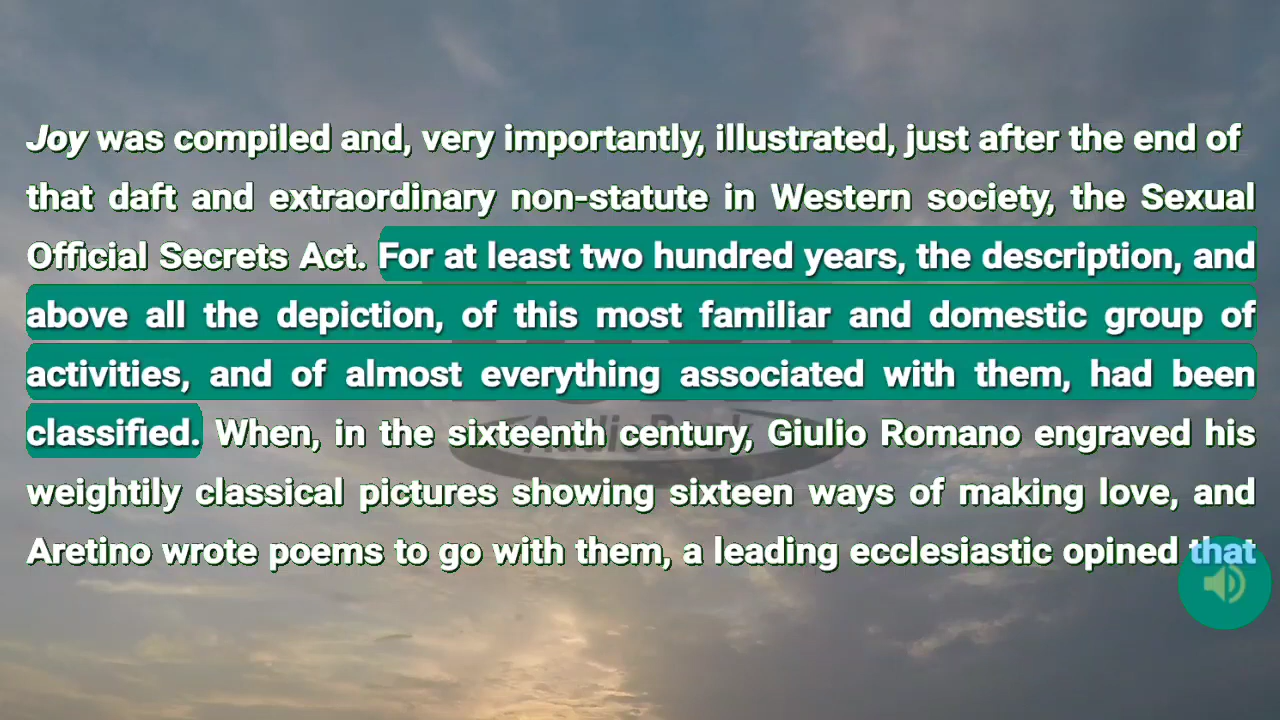 Joy was compiled and, very importantly, illustrated, just after the end of
that daft and extraordinary non-statute in Western society, the Sexual
Official Secrets Act. For at least two hundred years, the description, and
above all the depiction, of this most familiar and domestic group of
activities, and of almost everything associated with them, had been
classified. When, in the sixteenth century, Giulio Romano engraved his
weightily classical pictures showing sixteen ways of making love, and
Aretino wrote poems to go with them, a leading ecclesiastic opined that
AudioBook